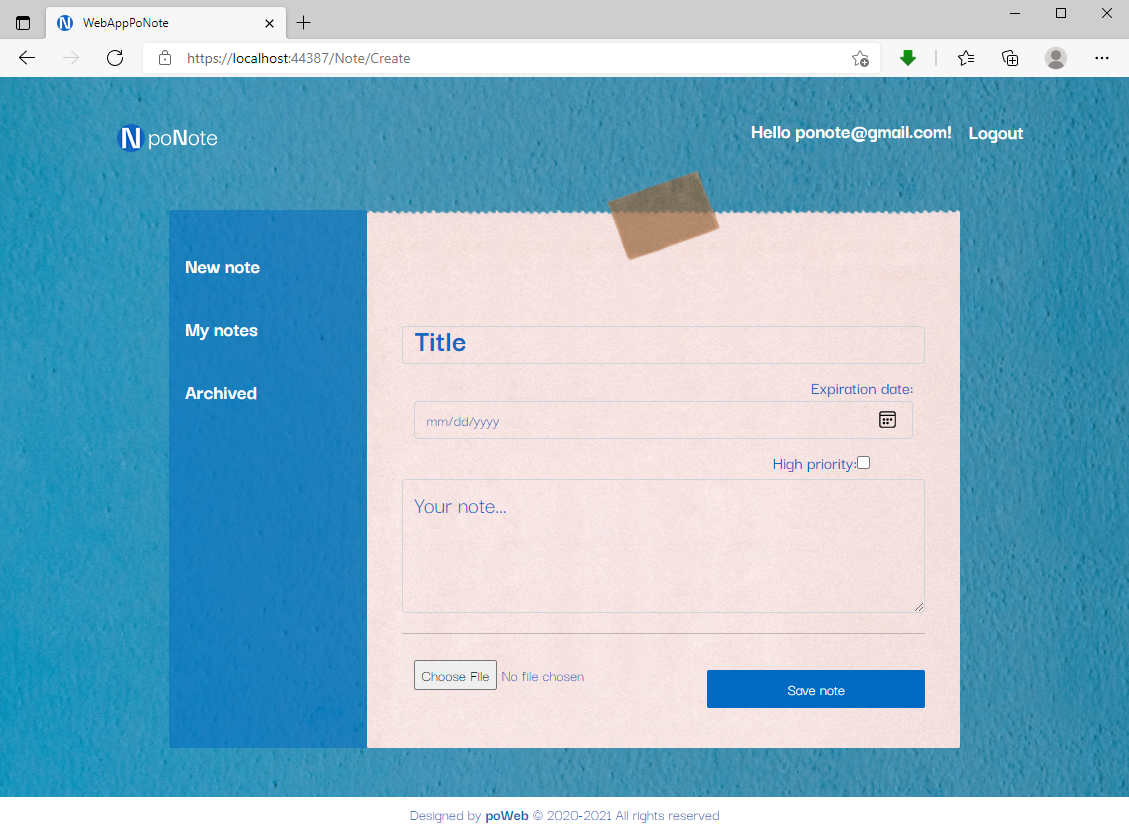 WebAppPoNote
https://localhost:44387/Note/Create
N poNote
Hello ponote@gmail.com!
Logout
New note
My notes
Archived
Title
Expiration date:
mm/dd/yyyy
High priority:
Your note...
Choose File No file chosen
Save note
Designed by poWeb © 2020-2021 All rights reserved